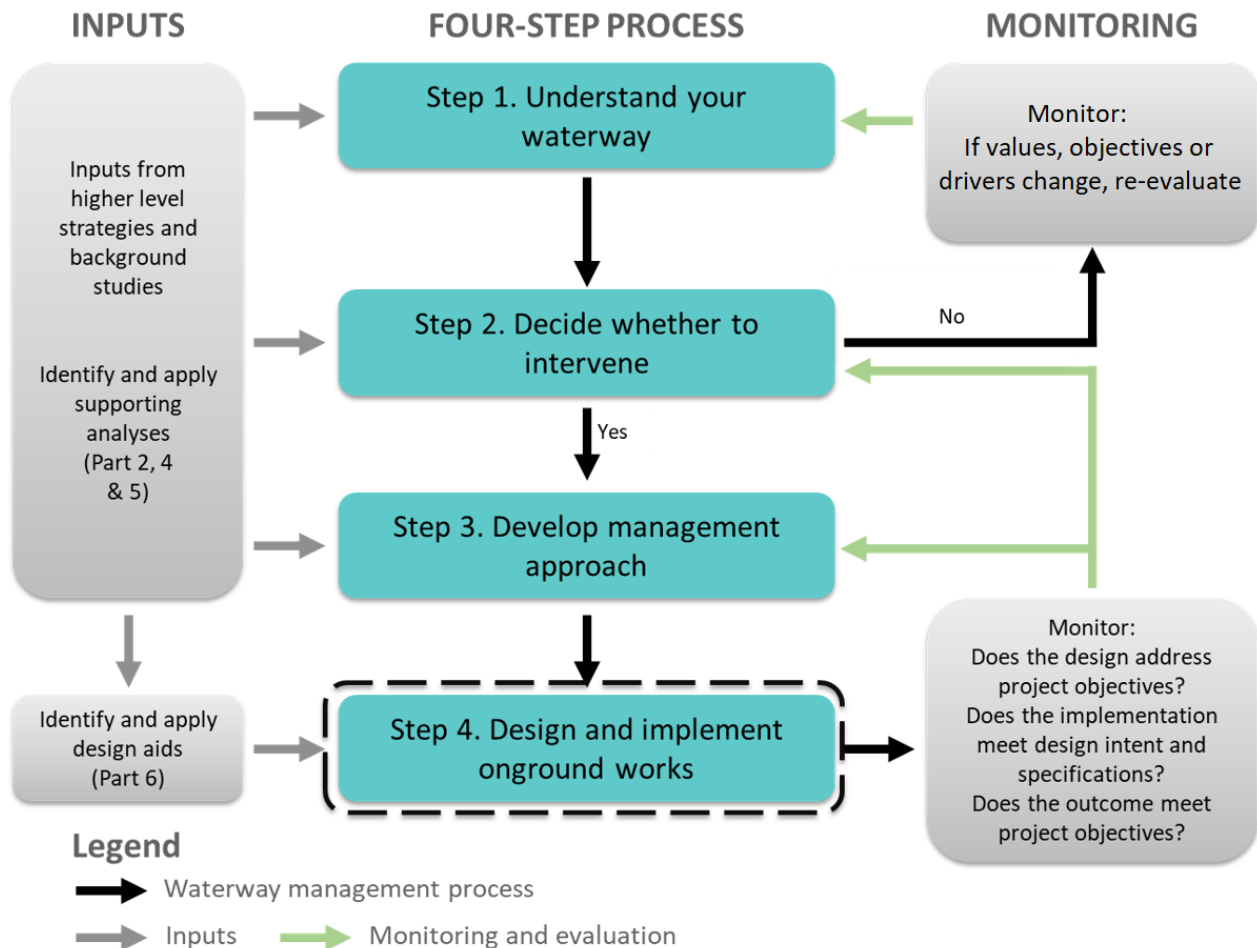 INPUTS
FOUR-STEP PROCESS
MONITORING
Inputs from
higher level
strategies and
background
studies
Identify and apply
supporting
analyses
(Part 2, 4
& 5)
Identify and apply
design aids
(Part 6)
Step 1. Understand your
waterway
Step 2. Decide whether to
intervene
No
Yes
Step 3. Develop management
approach
Step 4. Design and implement
onground works
Monitor:
If values, objectives or
drivers change, re-evaluate
Monitor:
Does the design address
project objectives?
Does the implementation
meet design intent and
specifications?
Does the outcome meet
project objectives?
Legend
Waterway management process
Inputs
Monitoring and evaluation